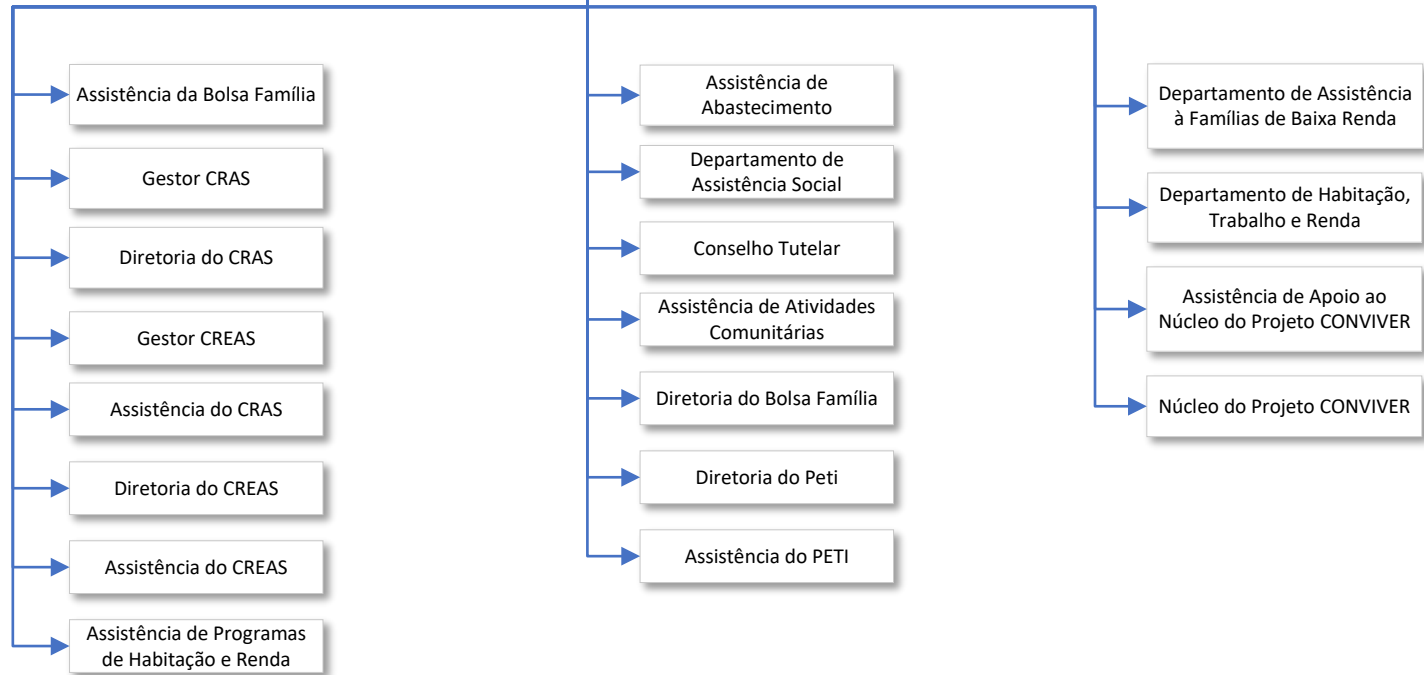 Assistência da Bolsa Família
Gestor CRAS
Diretoria do CRAS
Gestor CREAS
Assistência do CRAS
Diretoria do CREAS
Assistência do CREAS
Assistência de Programas
de Habitação e Renda
Assistência de
Abastecimento
Departamento de
Assistência Social
Conselho Tutelar
Assistência de Atividades
Comunitárias
Diretoria do Bolsa Família
Diretoria do Peti
Assistência do PETI
Departamento de Assistência
à Famílias de Baixa Renda
Departamento de Habitação,
Trabalho e Renda
Assistência de Apoio ao
Núcleo do Projeto CONVIVER
Núcleo do Projeto CONVIVER